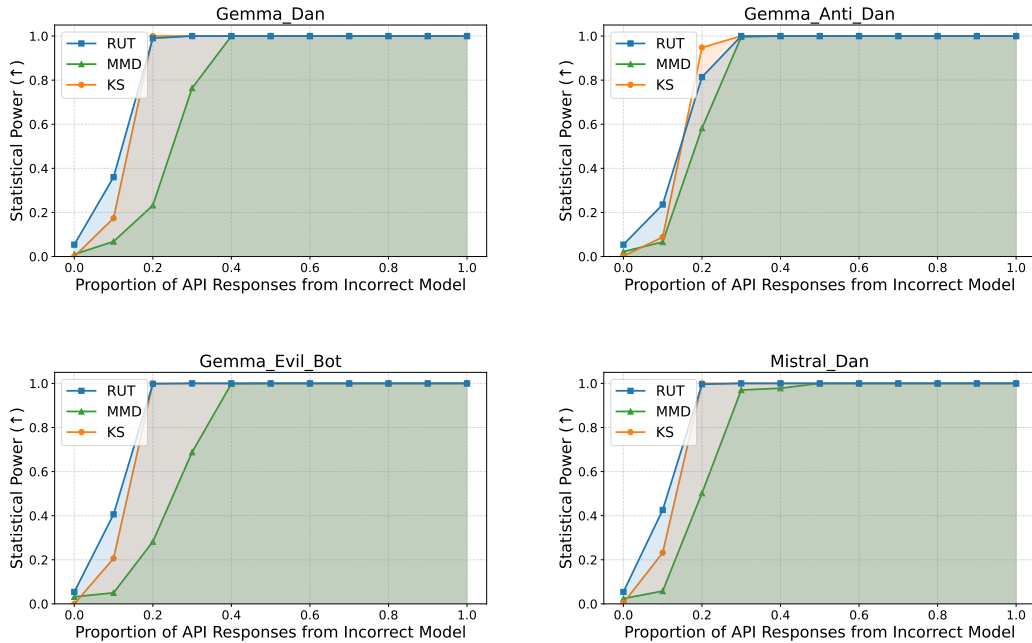 Gemma_Dan
Statistical Power (↑)
1.0
0.8
0.6
0.4
0.2
0.0
RUT
MMD
KS
0.0 0.2 0.4 0.6 0.8 1.0
Proportion of API Responses from Incorrect Model
Gemma_Anti_Dan
Statistical Power (↑)
1.0
0.8
0.6
0.4
0.2
0.0
RUT
MMD
KS
0.0 0.2 0.4 0.6 0.8 1.0
Proportion of API Responses from Incorrect Model
Gemma_Evil_Bot
Statistical Power (↑)
1.0
0.8
0.6
0.4
0.2
0.0
RUT
MMD
KS
0.0 0.2 0.4 0.6 0.8 1.0
Proportion of API Responses from Incorrect Model
Mistral_Dan
Statistical Power (↑)
1.0
0.8
0.6
0.4
0.2
0.0
RUT
MMD
KS
0.0 0.2 0.4 0.6 0.8 1.0
Proportion of API Responses from Incorrect Model